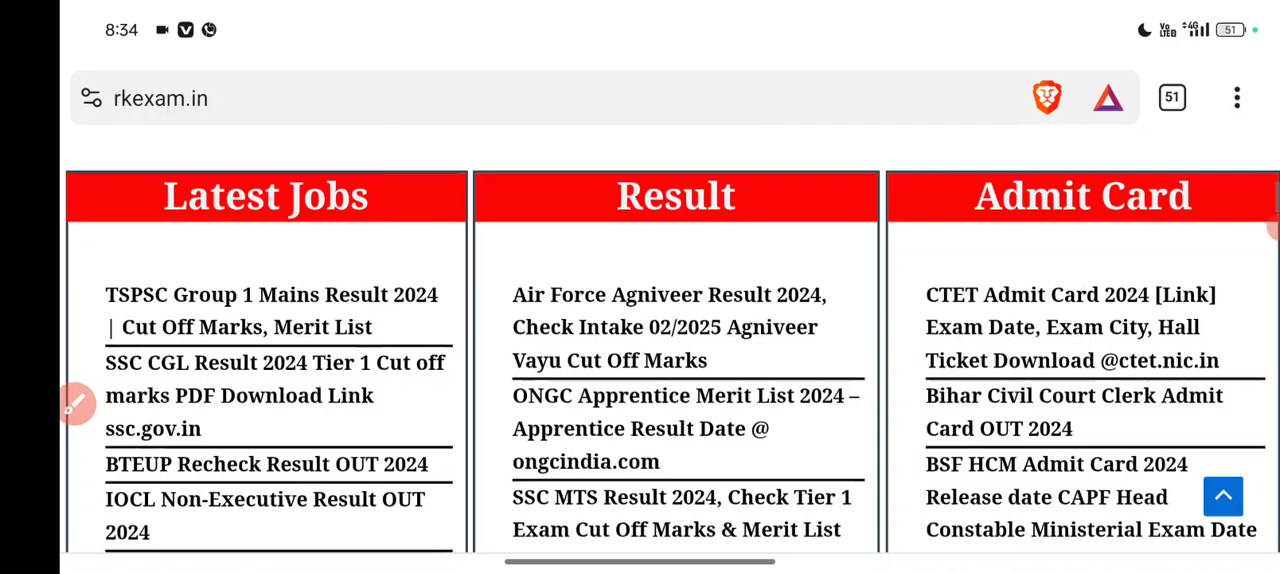 8:34
Vo
LTE2
4G
51
rkexam.in
51
Latest Jobs
TSPSC Group 1 Mains Result 2024
| Cut Off Marks, Merit List
SSC CGL Result 2024 Tier 1 Cut off
marks PDF Download Link
ssc.gov.in
BTEUP Recheck Result OUT 2024
IOCL Non-Executive Result OUT
2024
Result
Air Force Agniveer Result 2024,
Check Intake 02/2025 Agniveer
Vayu Cut Off Marks
ONGC Apprentice Merit List 2024 –
Apprentice Result Date @
ongcindia.com
SSC MTS Result 2024, Check Tier 1
Exam Cut Off Marks & Merit List
Admit Card
CTET Admit Card 2024 [Link]
Exam Date, Exam City, Hall
Ticket Download @ctet.nic.in
Bihar Civil Court Clerk Admit
Card OUT 2024
BSF HCM Admit Card 2024
Release date CAPF Head
Constable Ministerial Exam Date